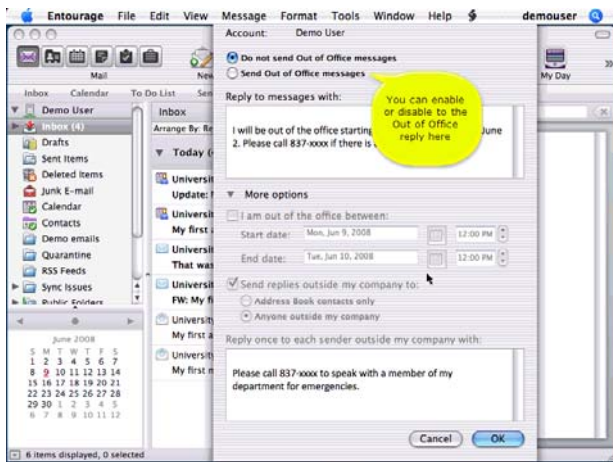 Entourage File Edit View Message Format Tools Window Help demouser
Account: Demo User
Mail
New
My Day
Do not send Out of Office messages
Send Out of Office messages
Inbox Calendar To Do List Sen
Reply to messages with:
You can enable
or disable to the
Out of Office
reply here
Demo User
Inbox (4)
Drafts
Sent Items
Deleted Items
Junk E-mail
Calendar
Contacts
Demo emails
Quarantine
RSS Feeds
Sync Issues
Public Folders
Inbox
Arrange By: Re
Today (
Universit
Update:
Universit
My first
Universit
That was
Universit
FW: My fi
Universit
My first a
Universit
My first
I will be out of the office starting June
2. Please call 837-xxxx if there is
More options
I am out of the office between:
Start date: Mon, Jun 9, 2008 12:00 PM
End date: Tue, Jun 10, 2008 12:00 PM
Send replies outside my company to:
Address Book contacts only
Anyone outside my company
Reply once to each sender outside my company with:
Please call 837-xxxx to speak with a member of my
department for emergencies.
Cancel OK
June 2008
S M T W T F S
1 2 3 4 5 6 7
8 9 10 11 12 13 14
15 16 17 18 19 20 21
22 23 24 25 26 27 28
29 30 1 2 3 4 5
6 7 8 9 10 11 12
6 items displayed, 0 selected